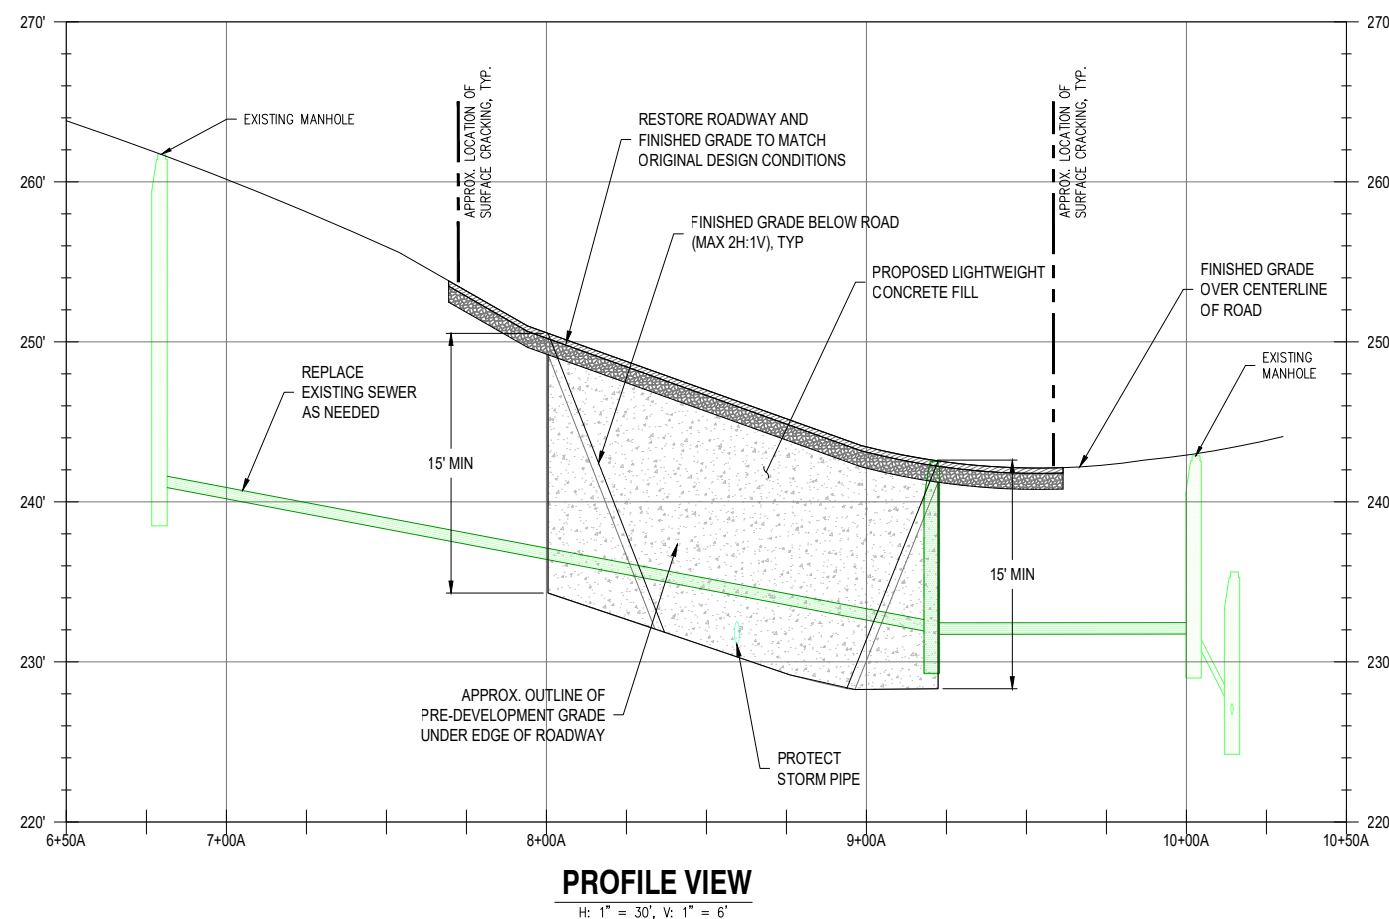 270'
270'
260'
260'
250'
250'
240'
240'
230'
230'
220'
220'
EXISTING MANHOLE
APPROX. LOCATION OF
SURFACE CRACKING, TYP.
RESTORE ROADWAY AND
FINISHED GRADE TO MATCH
ORIGINAL DESIGN CONDITIONS
APPROX. LOCATION OF
SURFACE CRACKING, TYP.
FINISHED GRADE BELOW ROAD
(MAX 2H:1V), TYP
PROPOSED LIGHTWEIGHT
CONCRETE FILL
FINISHED GRADE
OVER CENTERLINE
OF ROAD
EXISTING
MANHOLE
REPLACE
EXISTING SEWER
AS NEEDED
15' MIN
15' MIN
APPROX. OUTLINE OF
PRE-DEVELOPMENT GRADE
UNDER EDGE OF ROADWAY
PROTECT
STORM PIPE
6+50A
7+00A
8+00A
9+00A
10+00A
10+50A
PROFILE VIEW
H: 1" = 30', V: 1" = 6'